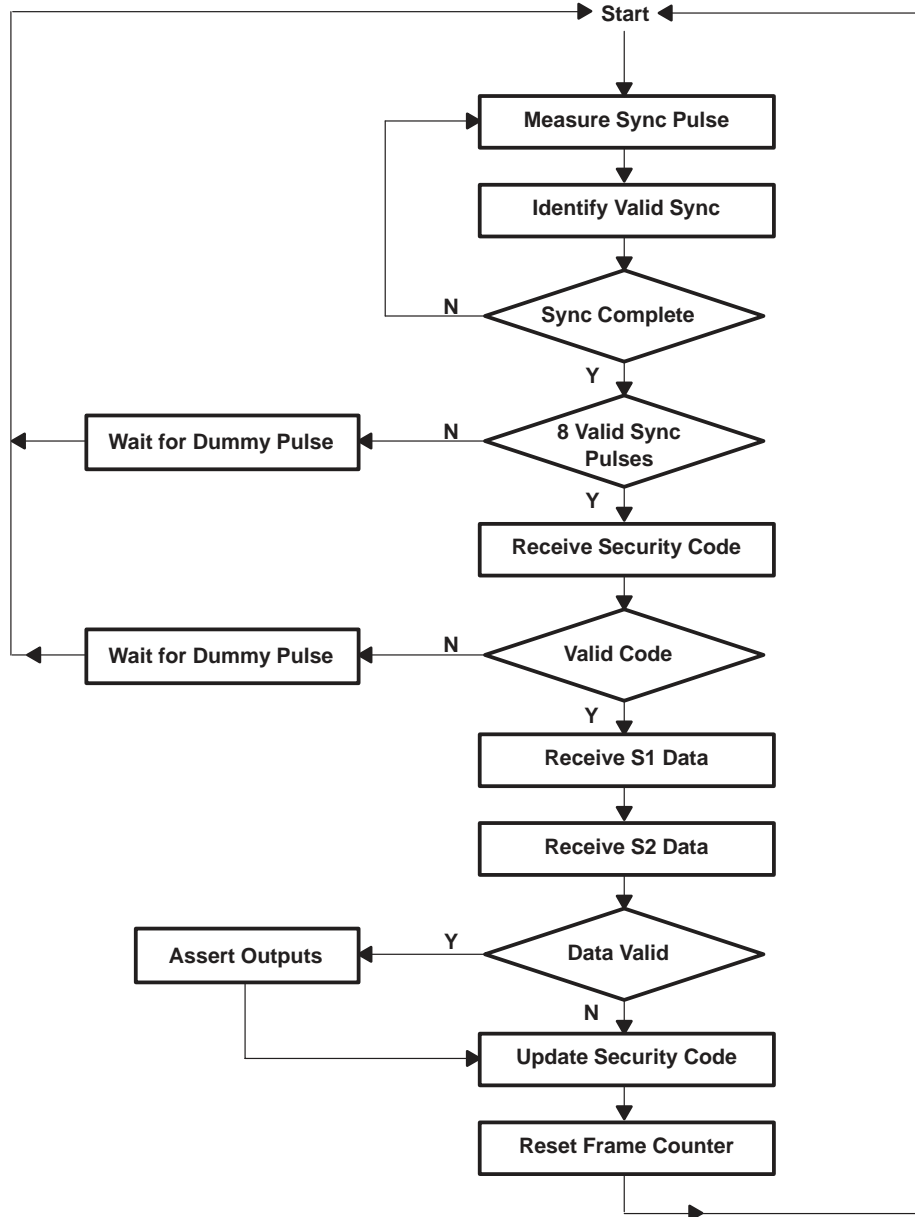 Start
Measure Sync Pulse
Identify Valid Sync
N
Sync Complete
Y
Wait for Dummy Pulse
N
8 Valid Sync
Pulses
Y
Receive Security Code
Wait for Dummy Pulse
N
Valid Code
Y
Receive S1 Data
Receive S2 Data
Assert Outputs
Y
Data Valid
N
Update Security Code
Reset Frame Counter